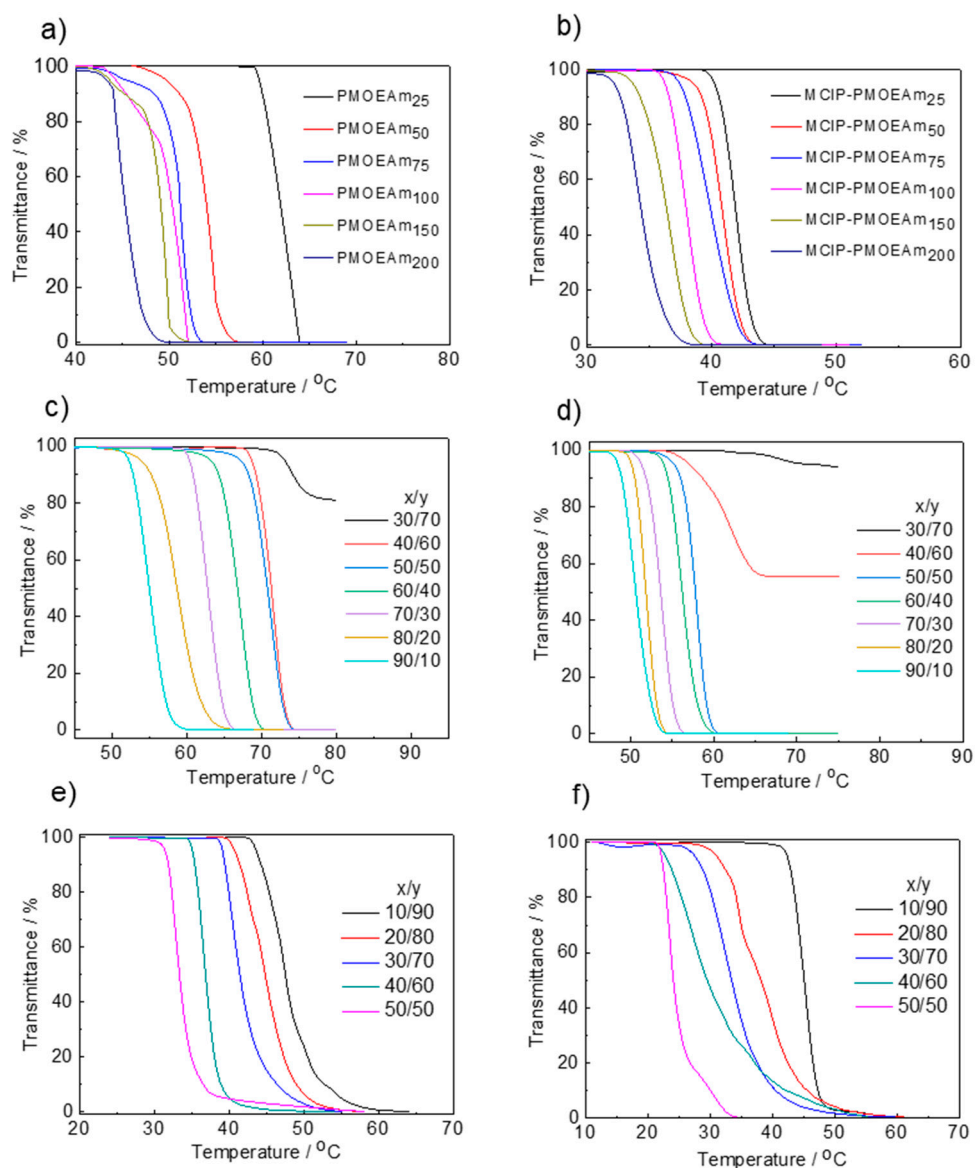 a)
100
80
60
40
20
0
Transmittance / %
PMOEAm25
PMOEAm50
PMOEAm75
PMOEAm100
PMOEAm150
PMOEAm200
40 50 60 70 80
Temperature / °C
b)
100
80
60
40
20
0
Transmittance / %
MCIP-PMOEAm25
MCIP-PMOEAm50
MCIP-PMOEAm75
MCIP-PMOEAm100
MCIP-PMOEAm150
MCIP-PMOEAm200
30 40 50 60
Temperature / °C
c)
100
80
60
40
20
0
Transmittance / %
x/y
30/70
40/60
50/50
60/40
70/30
80/20
90/10
50 60 70 80 90
Temperature / °C
d)
100
80
60
40
20
0
Transmittance / %
x/y
30/70
40/60
50/50
60/40
70/30
80/20
90/10
50 60 70 80 90
Temperature / °C
e)
100
80
60
40
20
0
Transmittance / %
x/y
10/90
20/80
30/70
40/60
50/50
20 30 40 50 60 70
Temperature / °C
f)
100
80
60
40
20
0
Transmittance / %
x/y
10/90
20/80
30/70
40/60
50/50
10 20 30 40 50 60 70
Temperature / °C